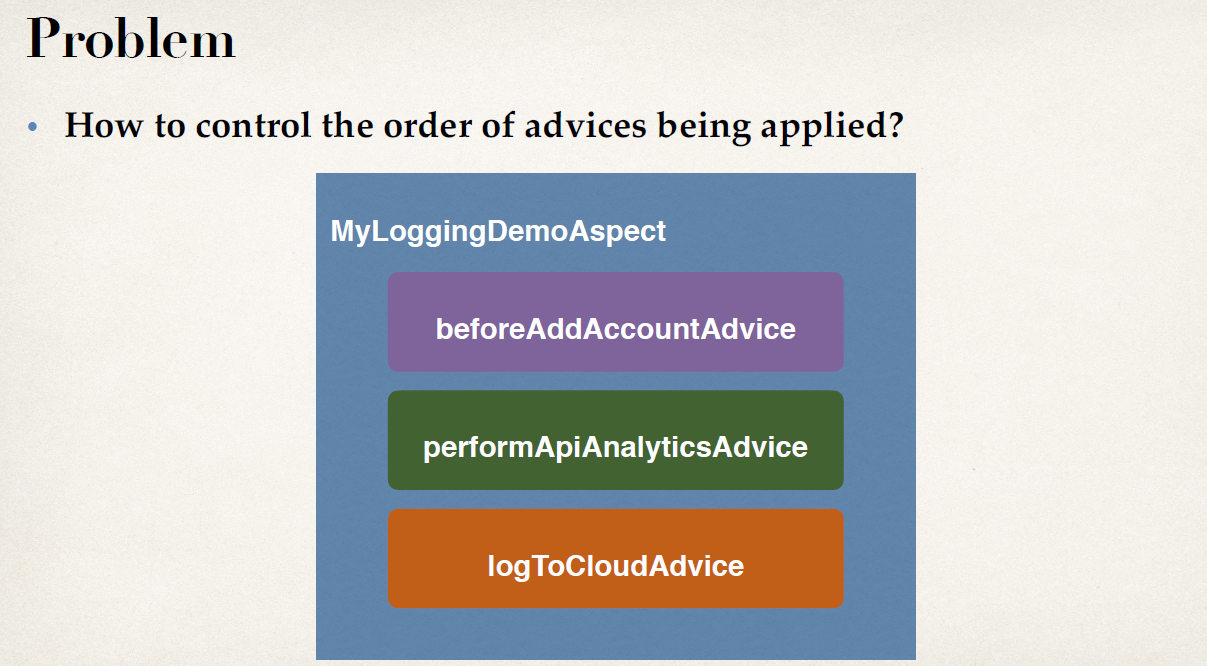 Problem
• How to control the order of advices being applied?
MyLoggingDemoAspect
beforeAddAccountAdvice
performApiAnalyticsAdvice
logToCloudAdvice